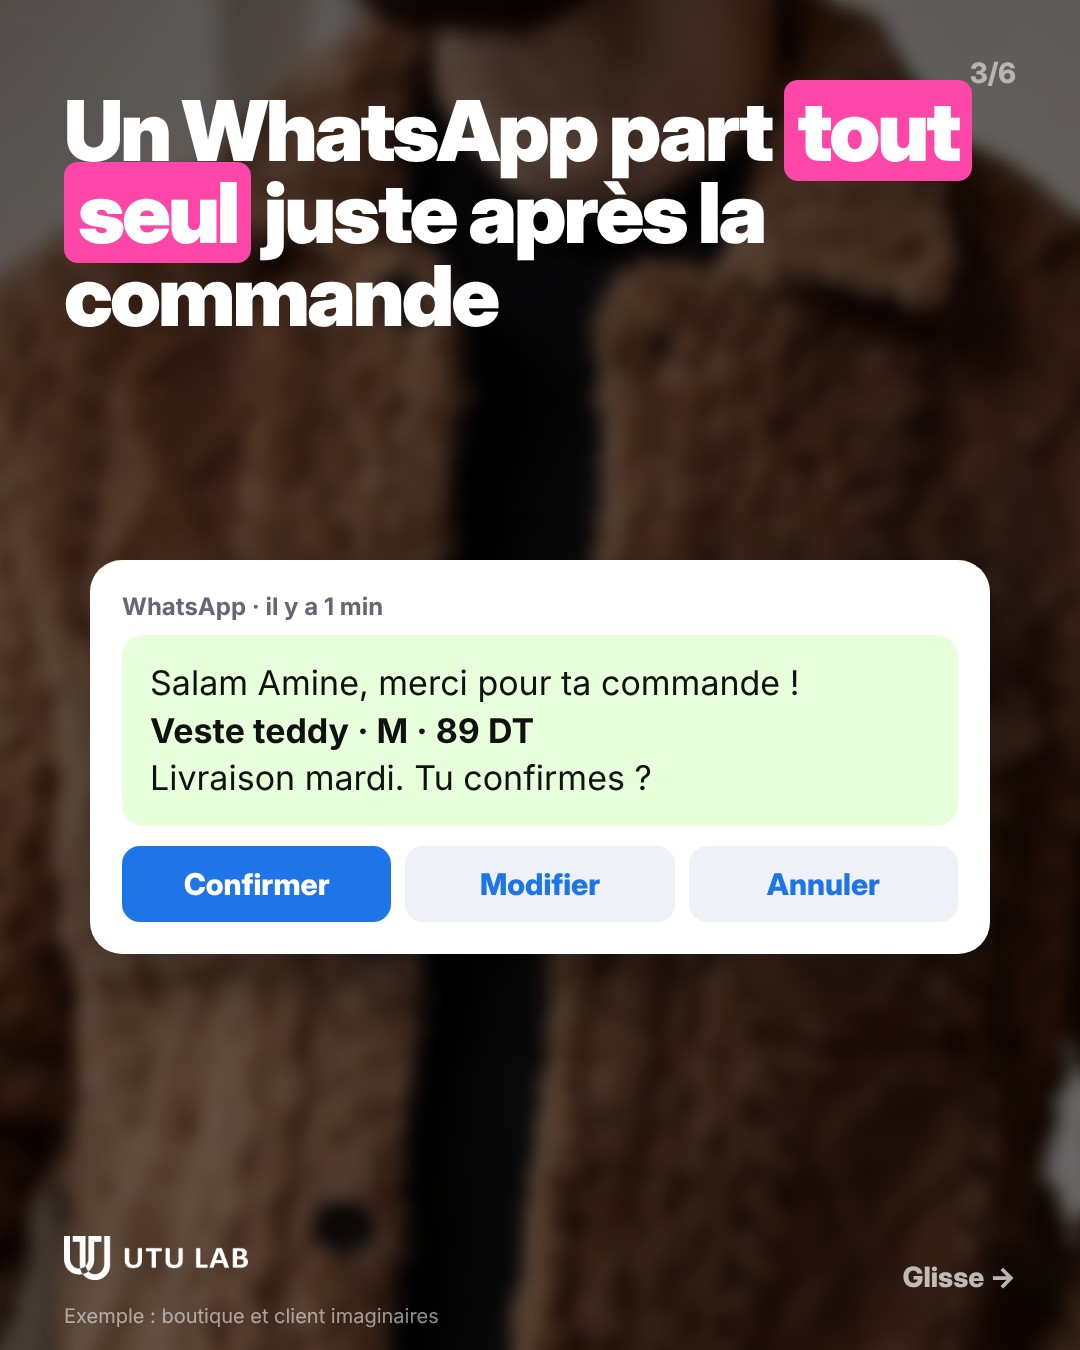 3/6
Un WhatsApp part tout
seul juste après la
commande
WhatsApp · il y a 1 min
Salam Amine, merci pour ta commande !
Veste teddy · M · 89 DT
Livraison mardi. Tu confirmes ?
Confirmer Modifier Annuler
UTU LAB
Glisse →
Exemple : boutique et client imaginaires